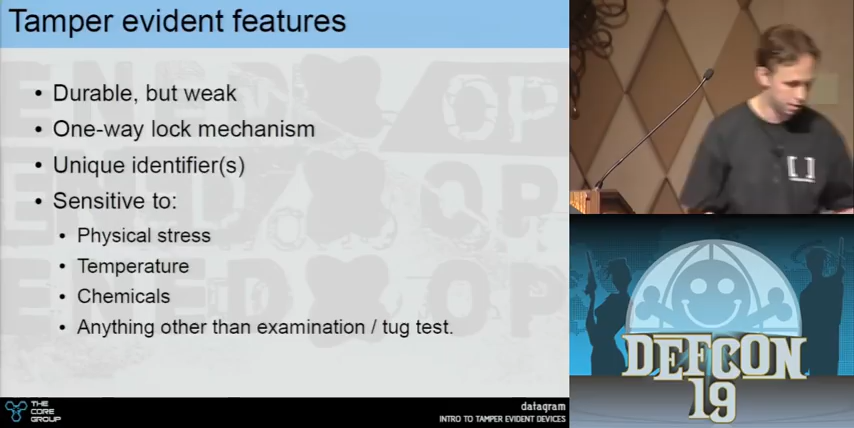 Tamper evident features
• Durable, but weak
• One-way lock mechanism
• Unique identifier(s)
• Sensitive to:
• Physical stress
• Temperature
• Chemicals
• Anything other than examination / tug test.
THE
CORE
GROUP
datagram
INTRO TO TAMPER EVIDENT DEVICES
DEFCON
19